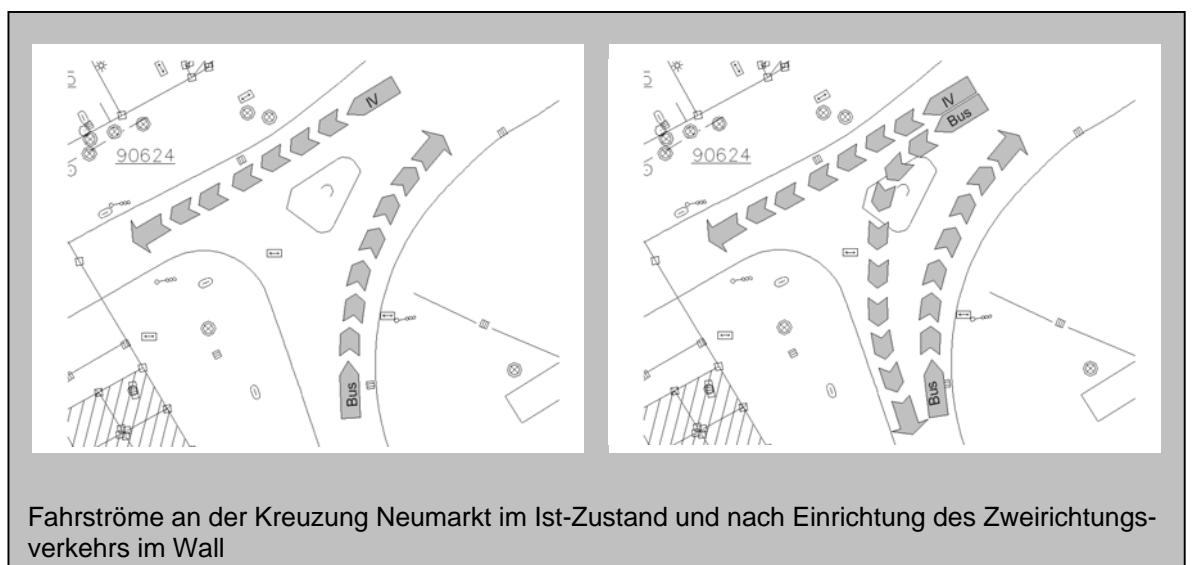 90624
IV
Bus
90624
IV
Bus
Bus
Fahrströme an der Kreuzung Neumarkt im Ist-Zustand und nach Einrichtung des Zweirichtungs-
verkehrs im Wall